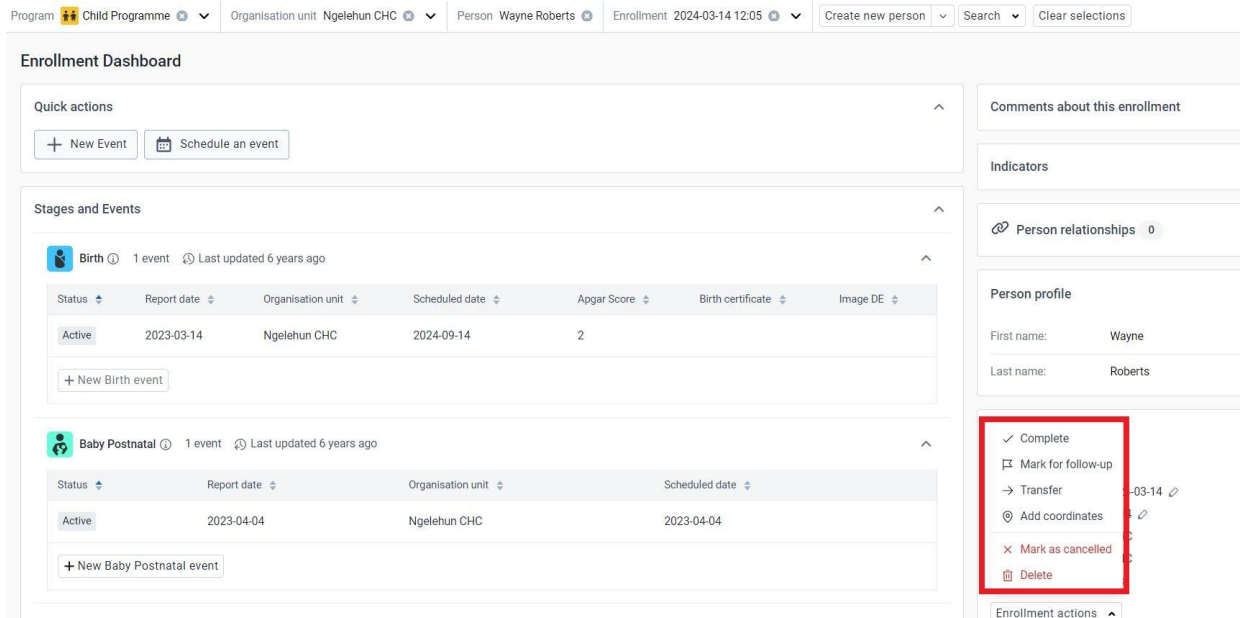 Program Child Programme Organisation unit Ngelehun CHC Person Wayne Roberts Enrollment 2024-03-14 12:05 Create new person Search Clear selections
Enrollment Dashboard
Quick actions
New Event Schedule an event
Stages and Events
Birth 1 event Last updated 6 years ago
Status Report date Organisation unit Scheduled date Apgar Score Birth certificate Image DE
Active 2023-03-14 Ngelehun CHC 2024-09-14 2
+ New Birth event
Baby Postnatal 1 event Last updated 6 years ago
Status Report date Organisation unit Scheduled date
Active 2023-04-04 Ngelehun CHC 2023-04-04
+ New Baby Postnatal event
Comments about this enrollment
Indicators
Person relationships 0
Person profile
First name: Wayne
Last name: Roberts
Complete
Mark for follow-up
Transfer
-03-14
Add coordinates
Mark as cancelled
Delete
Enrollment actions